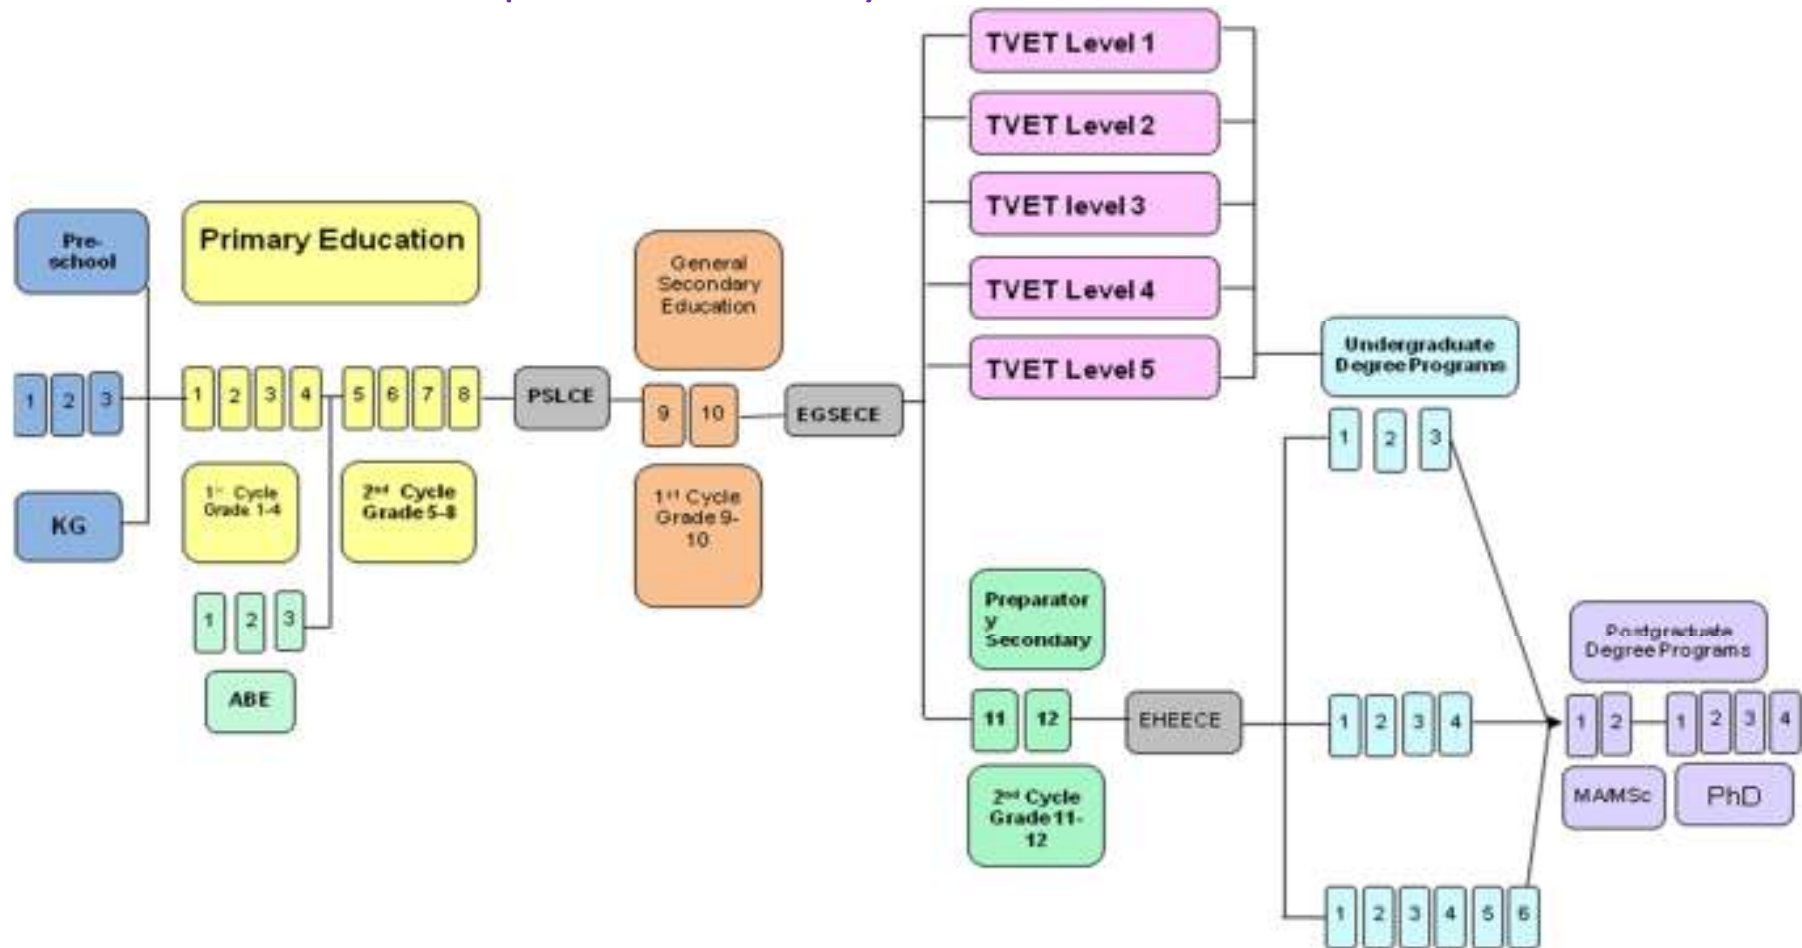 Pre-
school
1 2 3
KG
Primary Education
1 2 3 4 5 6 7 8
1st Cycle
Grade 1-4
2nd Cycle
Grade 5-8
1 2 3
ABE
PSLCE
General
Secondary
Education
9 10
1st Cycle
Grade 9-
10
EGSECE
TVET Level 1
TVET Level 2
TVET level 3
TVET Level 4
TVET Level 5
Preparator
y
Secondary
11 12
2nd Cycle
Grade 11-
12
EHEECE
Undergraduate
Degree Programs
1 2 3
1 2 3 4
1 2 3 4 5 6
Postgraduate
Degree Programs
1 2 1 2 3 4
MA/MSc
PhD